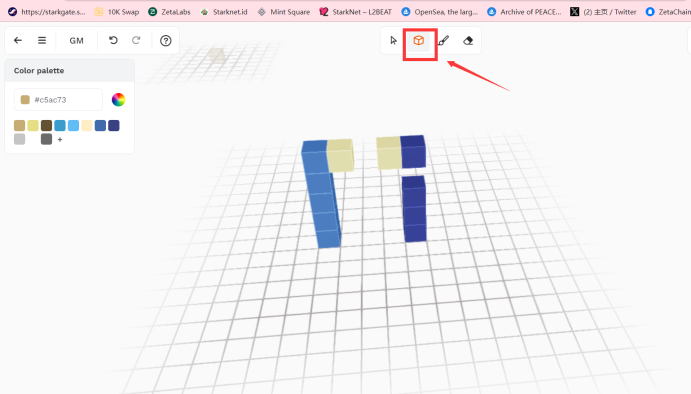 https://starkgate.s... 10K Swap ZetaLabs Starknet.id Mint Square StarkNet – L2BEAT OpenSea, the larg... Archive of PEACE... (2) 主页 / Twitter ZetaChain
GM
Color palette
#c5ac73